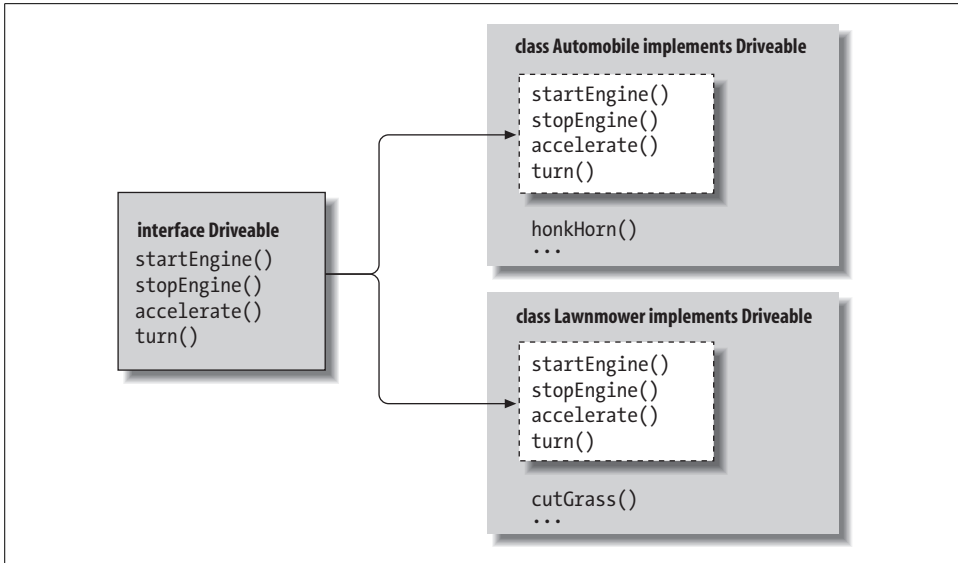 interface Driveable
startEngine()
stopEngine()
accelerate()
turn()
class Automobile implements Driveable
startEngine()
stopEngine()
accelerate()
turn()
honkHorn()
...
class Lawnmower implements Driveable
startEngine()
stopEngine()
accelerate()
turn()
cutGrass()
...